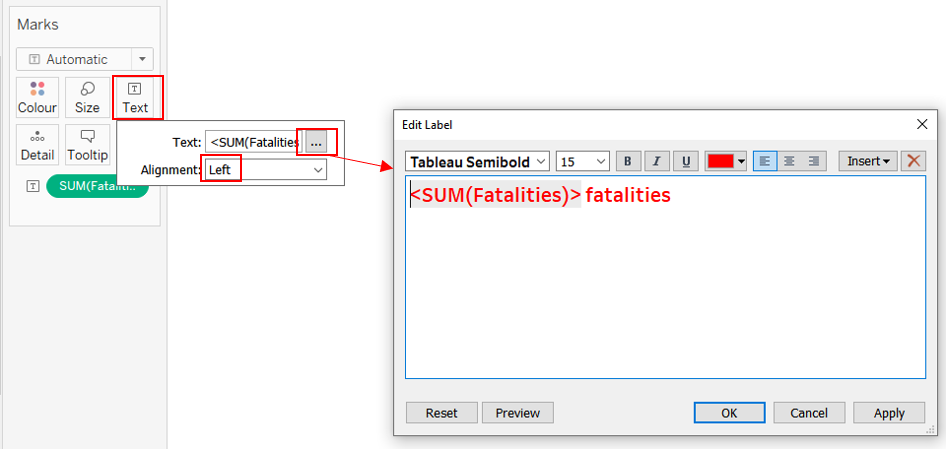 Marks
T Automatic
Colour Size Text
Text: <SUM(Fatalities ...
Alignment: Left
Detail Tooltip
T SUM(Fataliti..
Edit Label
Tableau Semibold 15 B I U Insert
<SUM(Fatalities)> fatalities
Reset Preview OK Cancel Apply